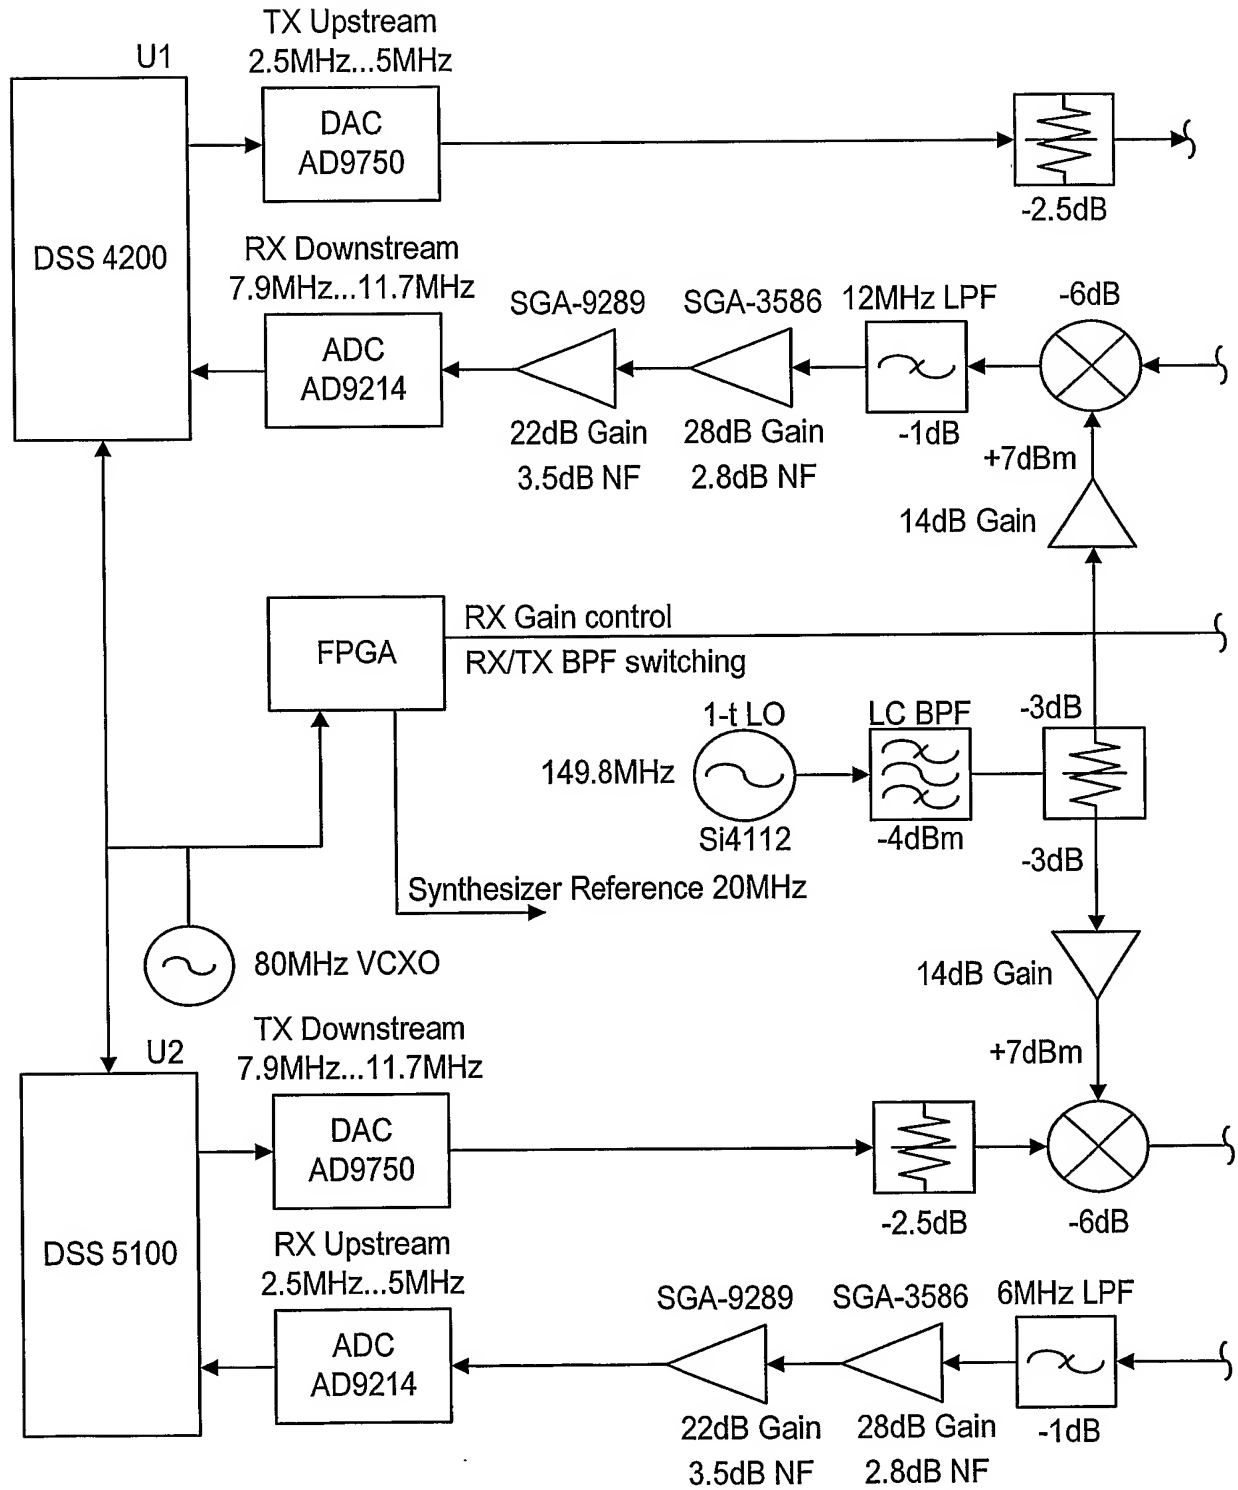 TX Upstream
2.5MHz...5MHz
U1
DAC
AD9750
-2.5dB
DSS 4200
RX Downstream
7.9MHz...11.7MHz
ADC
AD9214
SGA-9289
22dB Gain
3.5dB NF
SGA-3586
28dB Gain
2.8dB NF
12MHz LPF
-1dB
-6dB
+7dBm
14dB Gain
FPGA
RX Gain control
RX/TX BPF switching
1-t LO
149.8MHz
Si4112
LC BPF
-4dBm
-3dB
-3dB
Synthesizer Reference 20MHz
80MHz VCXO
14dB Gain
+7dBm
TX Downstream
7.9MHz...11.7MHz
U2
DAC
AD9750
-2.5dB
-6dB
DSS 5100
RX Upstream
2.5MHz...5MHz
ADC
AD9214
SGA-9289
22dB Gain
3.5dB NF
SGA-3586
28dB Gain
2.8dB NF
6MHz LPF
-1dB